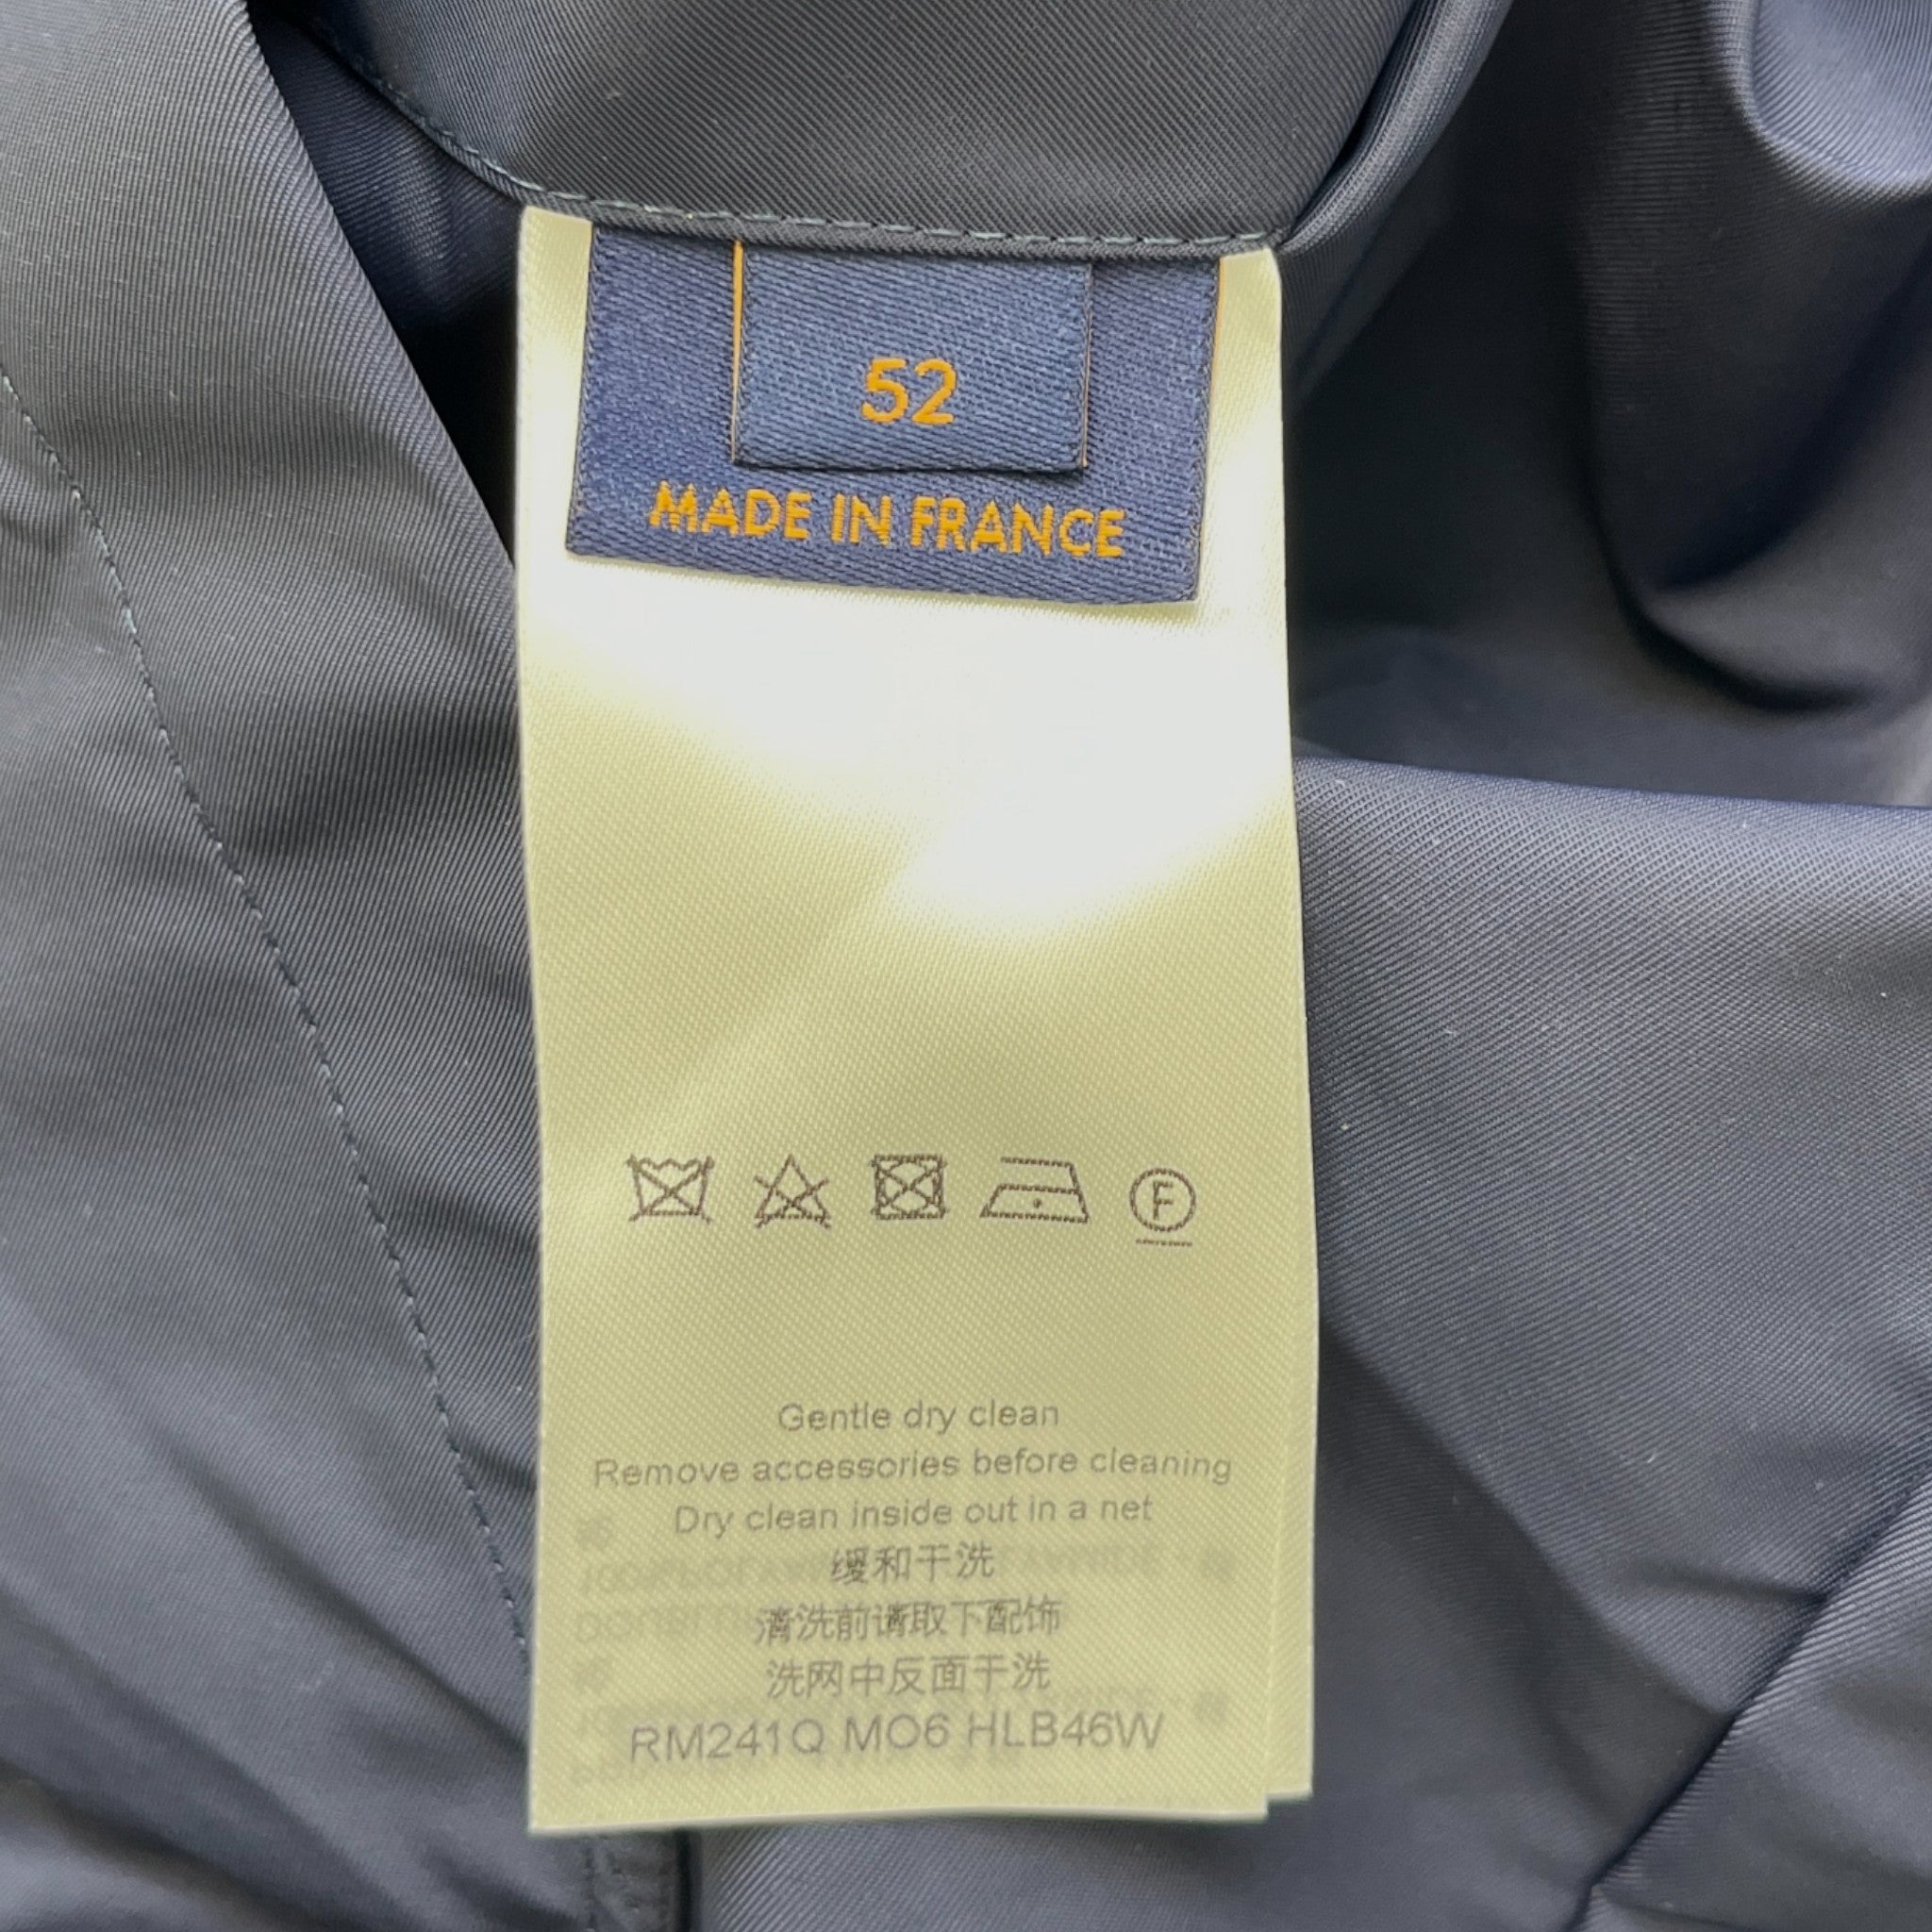 52
MADE IN FRANCE
F
Gentle dry clean
Remove accessories before cleaning
Dry clean inside out in a net
缓和干洗
清洗前请取下配饰
洗网中反面干洗
RM241Q MO6 HLB46W